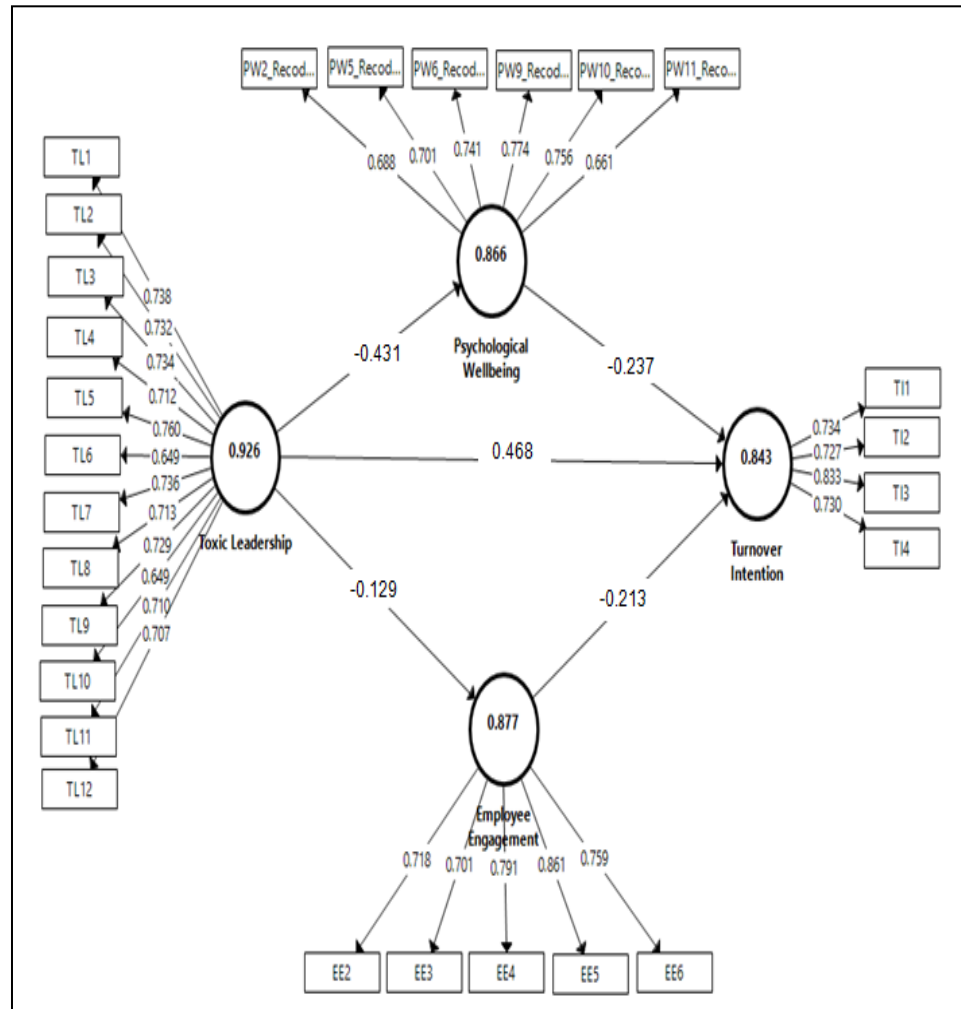 PW2_Recod...
PW5_Recod...
PW6_Recod...
PW9_Recod...
PW10_Reco...
PW11_Reco...
0.688
0.701
0.741
0.774
0.756
0.661
TL1
TL2
TL3
TL4
TL5
TL6
TL7
TL8
TL9
TL10
TL11
TL12
0.738
0.732
0.734
0.712
0.760
0.649
0.736
0.713
0.729
0.649
0.710
0.707
0.926
Toxic Leadership
-0.431
0.866
Psychological
Wellbeing
-0.237
0.468
-0.129
-0.213
0.843
Turnover
Intention
0.734
0.727
0.833
0.730
TI1
TI2
TI3
TI4
0.877
Employee
Engagement
0.718
0.701
0.791
0.861
0.759
EE2
EE3
EE4
EE5
EE6